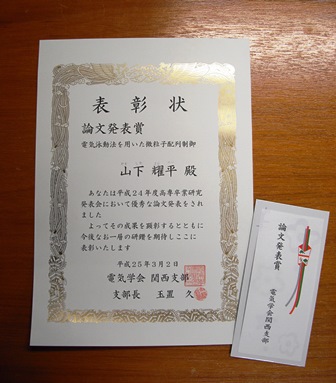 表彰状
論文発表賞
電気泳動法を用いた微粒子配列制御
山下 耀平 殿
あなたは平成24年度高専卒業研究
発表会において優秀な論文発表をされ
ました
よってその成果を顕彰するとともに
今後なお一層の研鑽を期待しここに
表彰いたします
平成25年3月2日
電気学会 関西支部
支部長 玉置 久
論文発表賞
電気学会関西支部